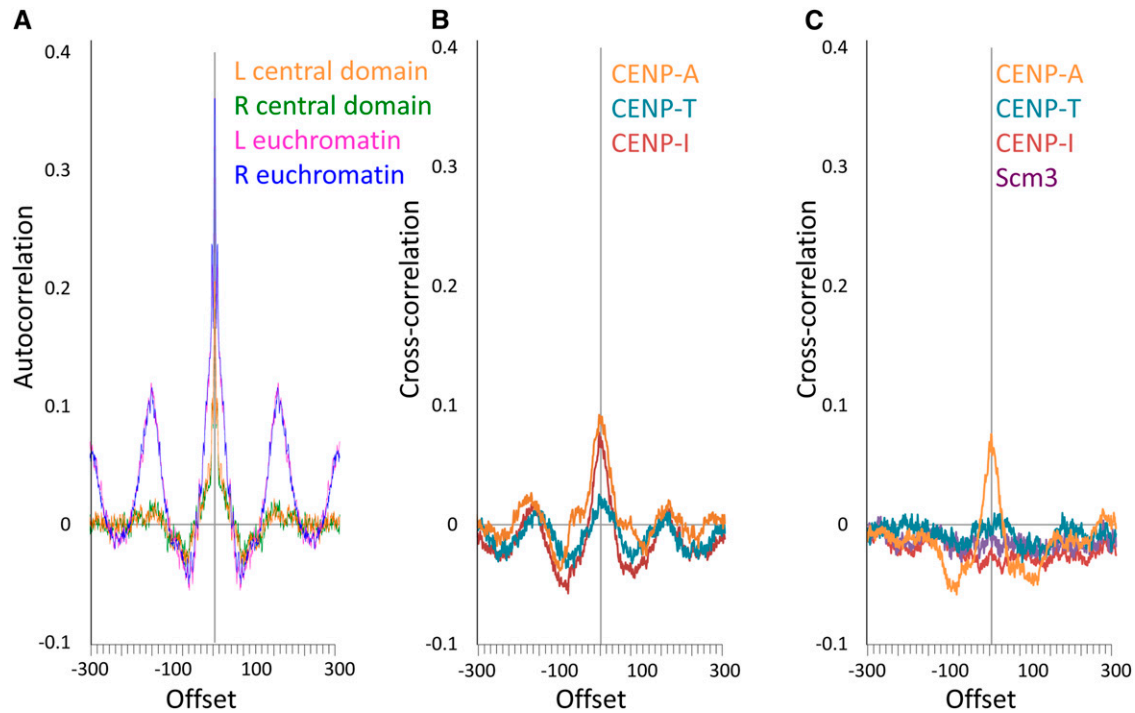 A
Autocorrelation
0.4
0.3
0.2
0.1
0
-0.1
L central domain
R central domain
L euchromatin
R euchromatin
-300
-100
100
300
Offset
B
Cross-correlation
0.4
0.3
0.2
0.1
0
-0.1
CENP-A
CENP-T
CENP-I
-300
-100
100
300
Offset
C
Cross-correlation
0.4
0.3
0.2
0.1
0
-0.1
CENP-A
CENP-T
CENP-I
Scm3
-300
-100
100
300
Offset